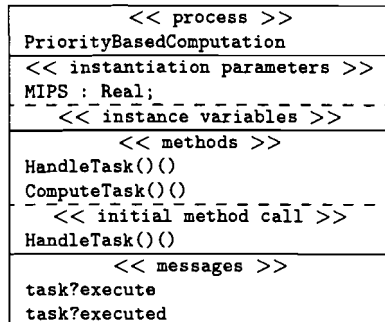 << process >>
PriorityBasedComputation
<< instantiation parameters >>
MIPS : Real;
<< instance variables >>
<< methods >>
HandleTask()()
ComputeTask()()
<< initial method call >>
HandleTask()()
<< messages >>
task?execute
task?executed